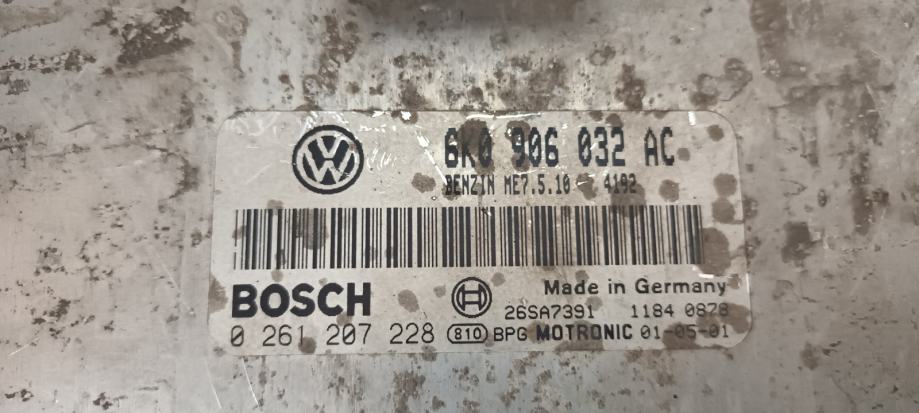 6K0 906 032 AC
BENZIN ME7.5.10 4192
Made in Germany
BOSCH
26SA7391 1184 0878
0 261 207 228 810 BPG MOTRONIC 01-05-01